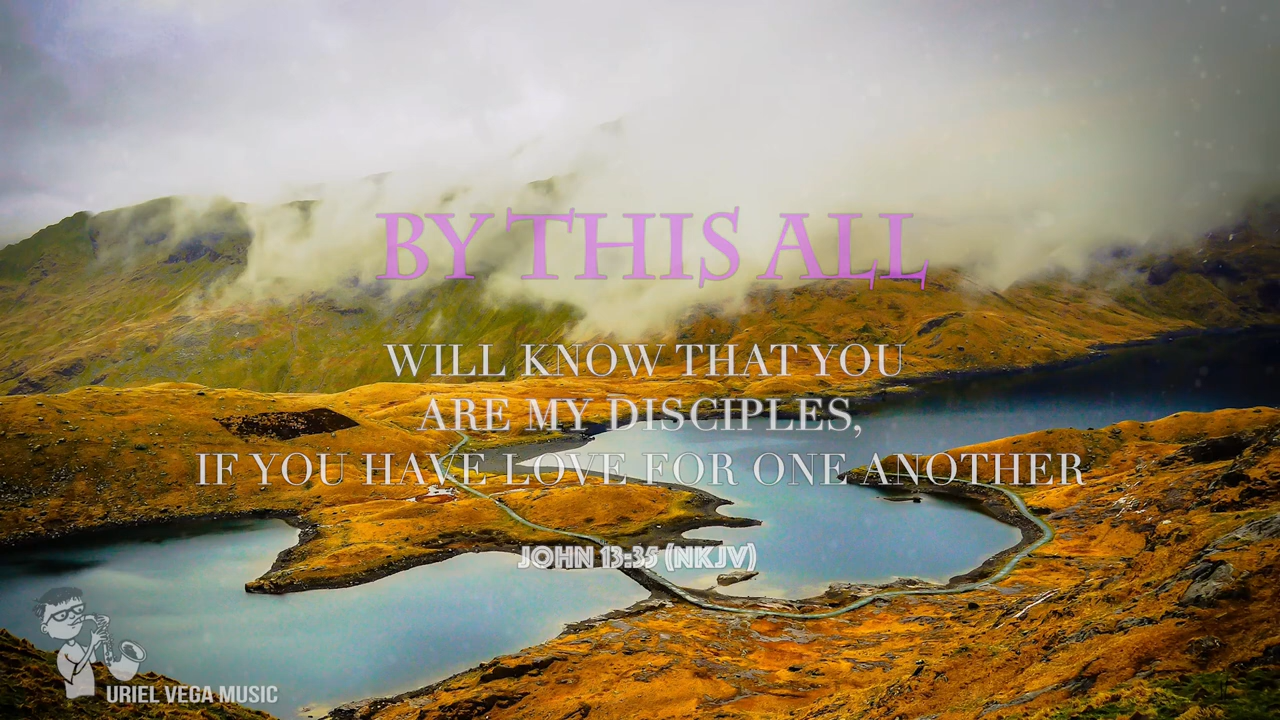 BY THIS ALL
WILL KNOW THAT YOU
ARE MY DISCIPLES,
IF YOU HAVE LOVE FOR ONE ANOTHER
JOHN 13:35 (NKJV)
URIEL VEGA MUSIC